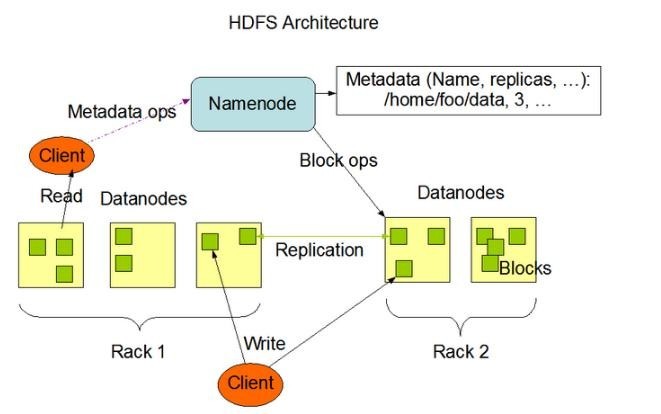 HDFS Architecture
Metadata (Name, replicas, …):
/home/foo/data, 3, …
Namenode
Metadata ops
Client
Block ops
Read
Datanodes
Datanodes
Replication
Blocks
Write
Rack 1
Rack 2
Client